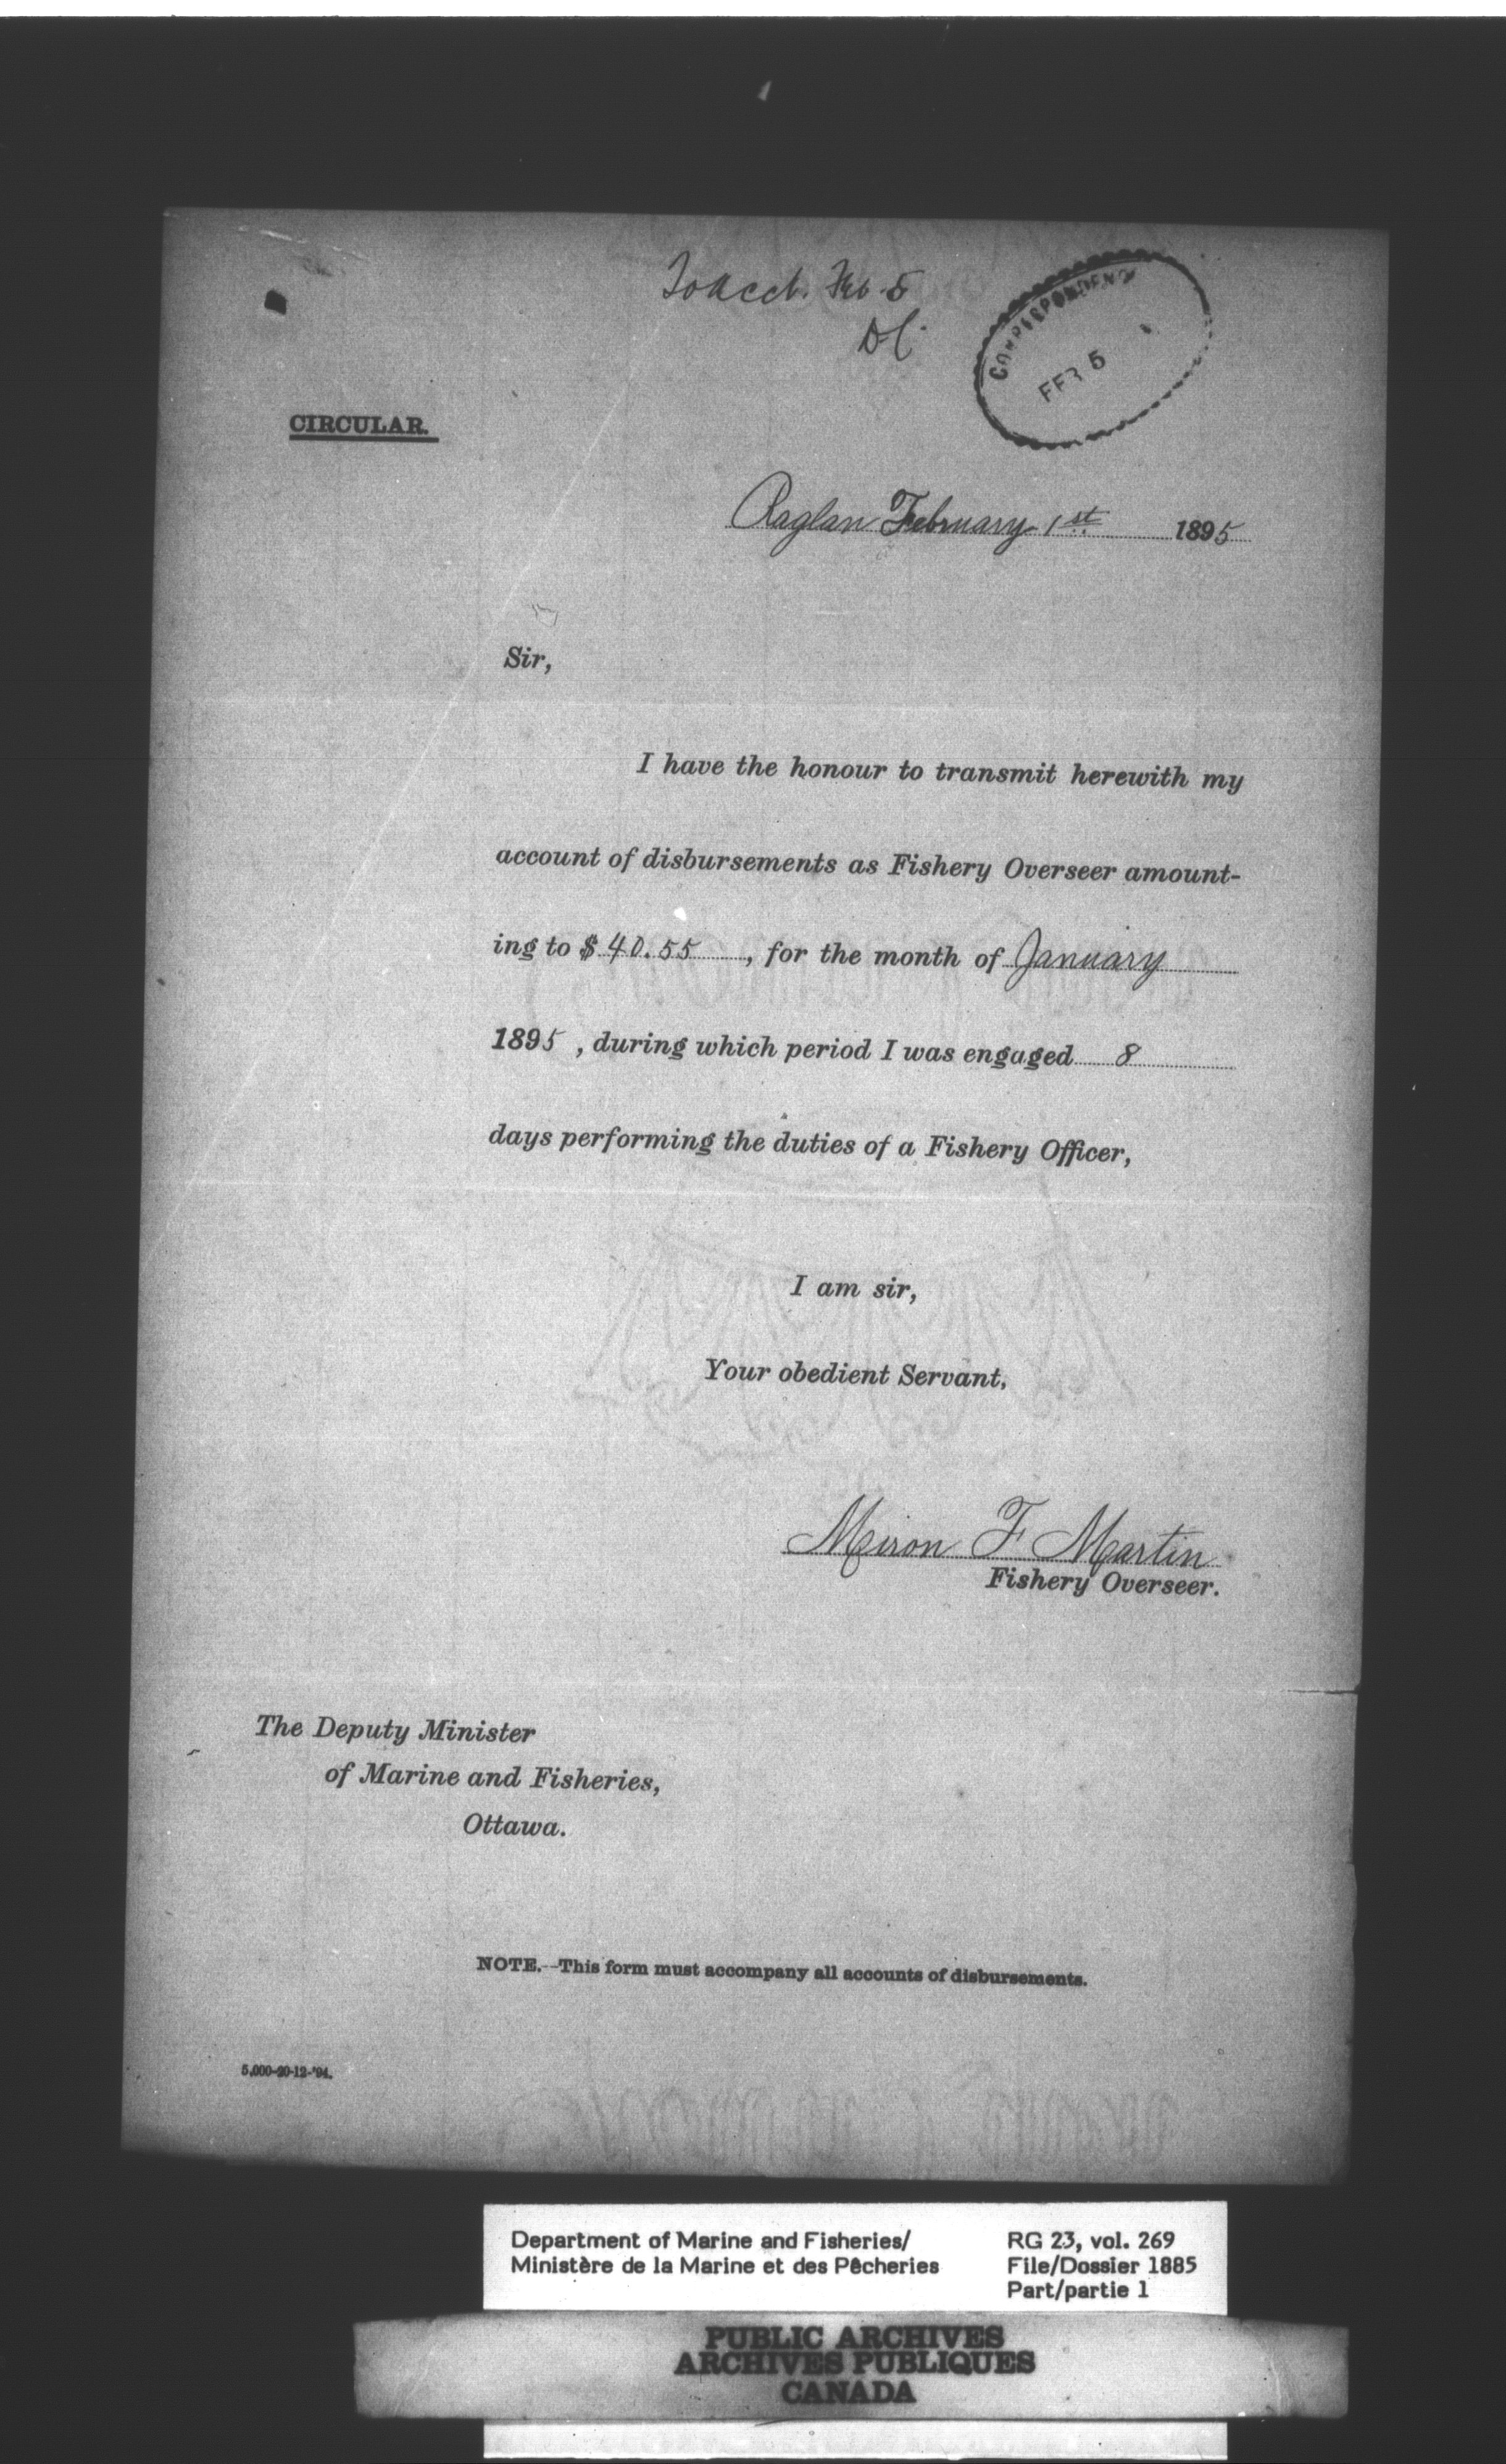 To Acct. Feb. 5
CORRESPONDENC
FEB 5
CIRCULAR.
Raglan February 1st 1895
Sir,
I have the honour to transmit herewith my
account of disbursements as Fishery Overseer amount-
ing to $ 40.55 , for the month of January
1895 , during which period I was engaged 8
days performing the duties of a Fishery Officer,
I am sir,
Your obedient Servant,
Miron F Martin
Fishery Overseer.
The Deputy Minister
of Marine and Fisheries,
Ottawa.
NOTE.--This form must accompany all accounts of disbursements.
5,000-20-12-'94.
Department of Marine and Fisheries/ RG 23, vol. 269
Ministère de la Marine et des Pêcheries File/Dossier 1885
Part/partie 1
PUBLIC ARCHIVES
ARCHIVES PUBLIQUES
CANADA